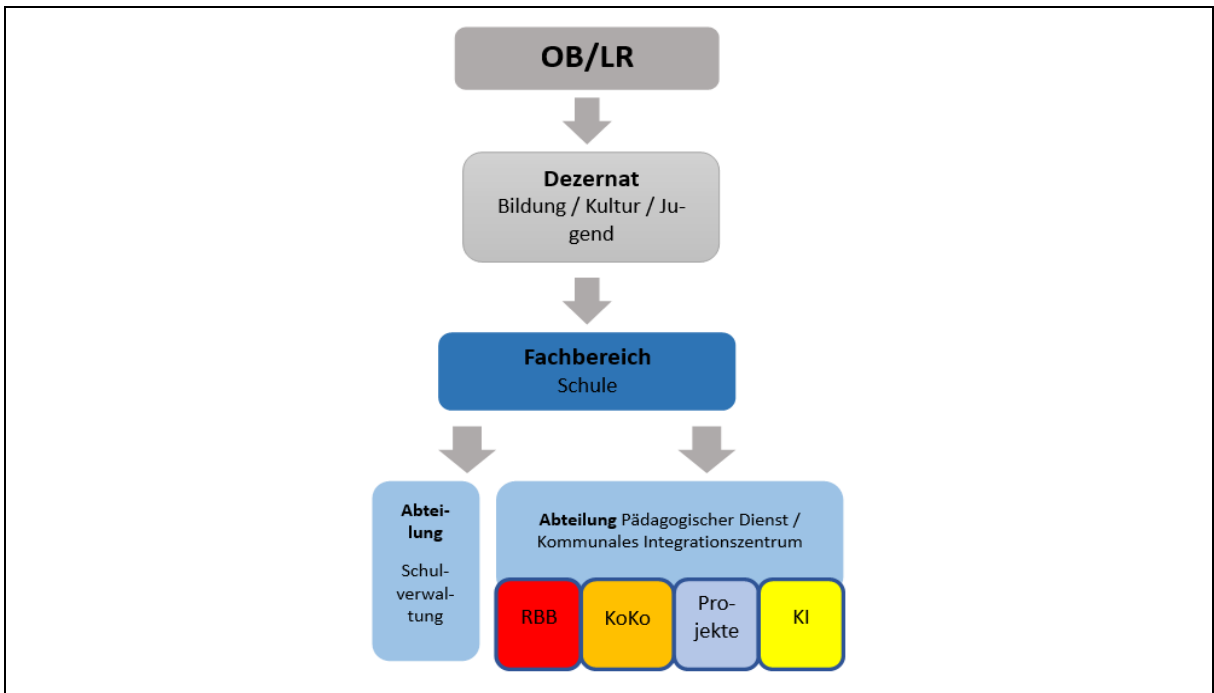 OB/LR
Dezernat
Bildung / Kultur / Ju-
gend
Fachbereich
Schule
Abtei-
lung
Schul-
verwal-
tung
Abteilung Pädagogischer Dienst /
Kommunales Integrationszentrum
RBB
KoKo
Pro-
jekte
KI